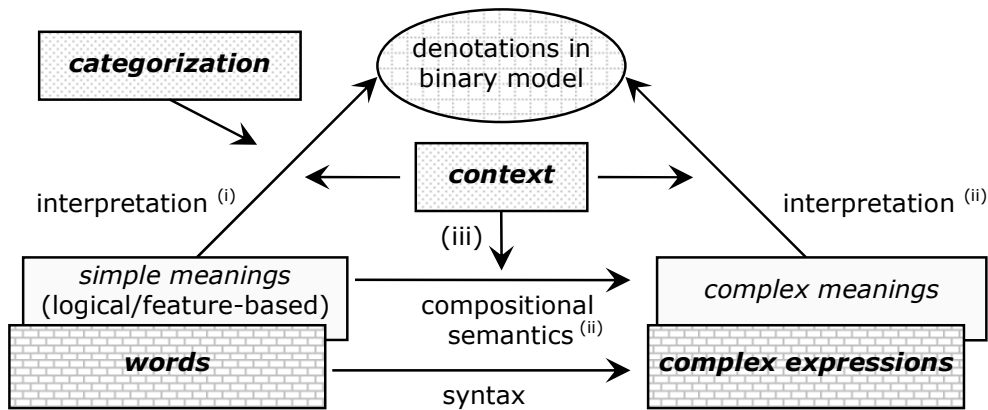 denotations in
binary model
categorization
context
interpretation (i)
interpretation (ii)
(iii)
simple meanings
(logical/feature-based)
complex meanings
compositional
semantics (ii)
words
complex expressions
syntax